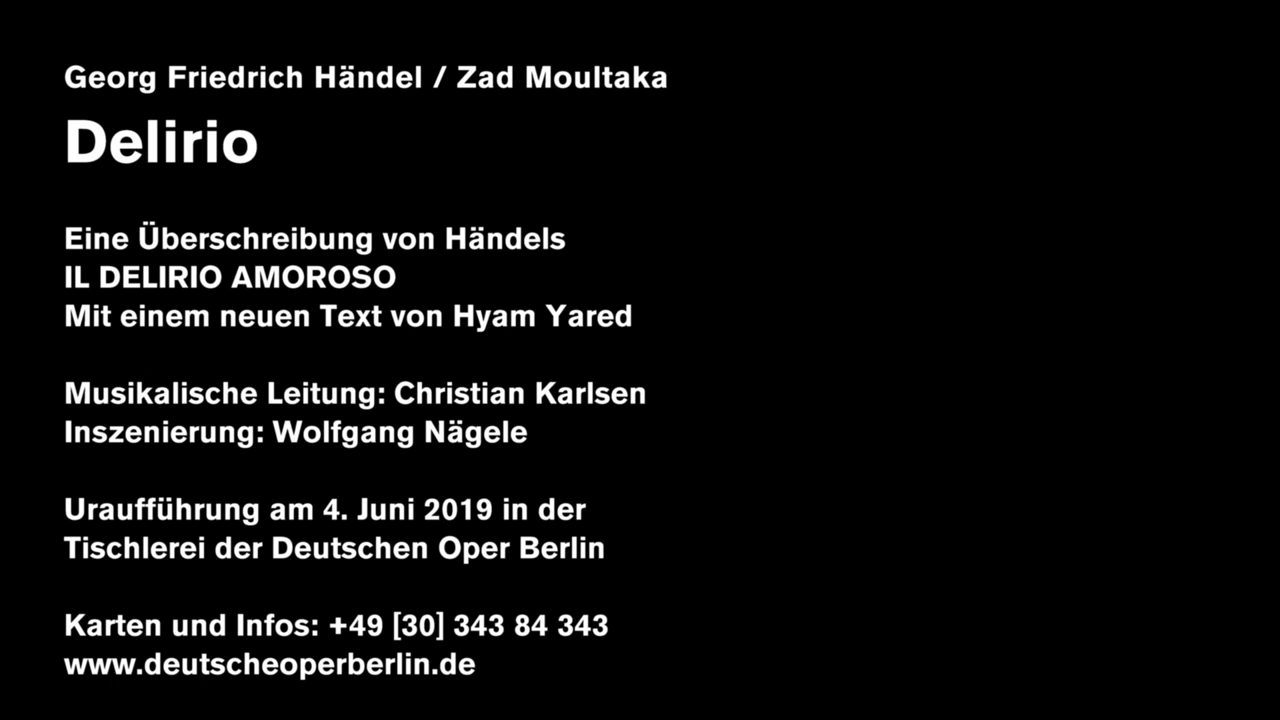 Georg Friedrich Händel / Zad Moultaka
Delirio
Eine Überschreibung von Händels
IL DELIRIO AMOROSO
Mit einem neuen Text von Hyam Yared
Musikalische Leitung: Christian Karlsen
Inszenierung: Wolfgang Nägele
Uraufführung am 4. Juni 2019 in der
Tischlerei der Deutschen Oper Berlin
Karten und Infos: +49 [30] 343 84 343
www.deutscheoperberlin.de